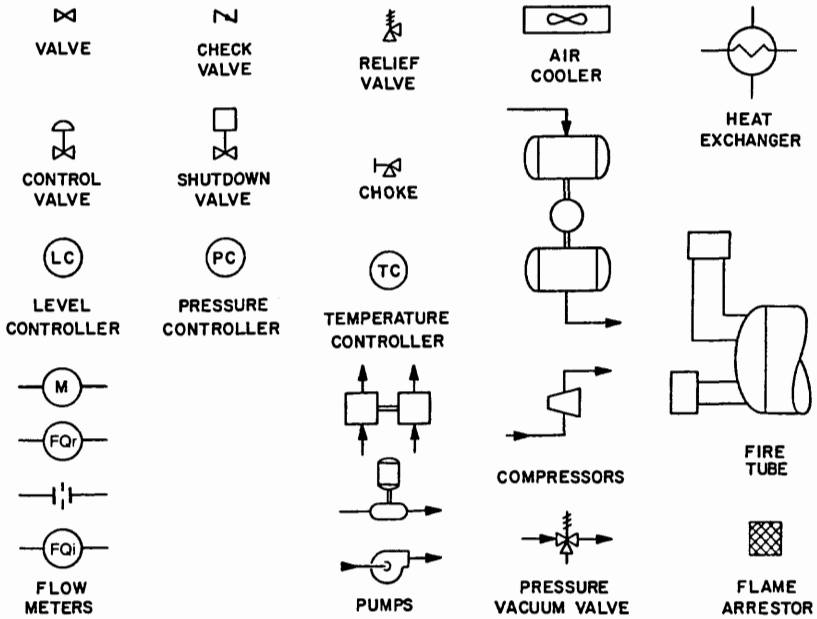 VALVE
CHECK
VALVE
RELIEF
VALVE
AIR
COOLER
HEAT
EXCHANGER
CONTROL
VALVE
SHUTDOWN
VALVE
CHOKE
LC
LEVEL
CONTROLLER
PC
PRESSURE
CONTROLLER
TC
TEMPERATURE
CONTROLLER
M
FQr
FQi
FLOW
METERS
PUMPS
COMPRESSORS
PRESSURE
VACUUM VALVE
FIRE
TUBE
FLAME
ARRESTOR